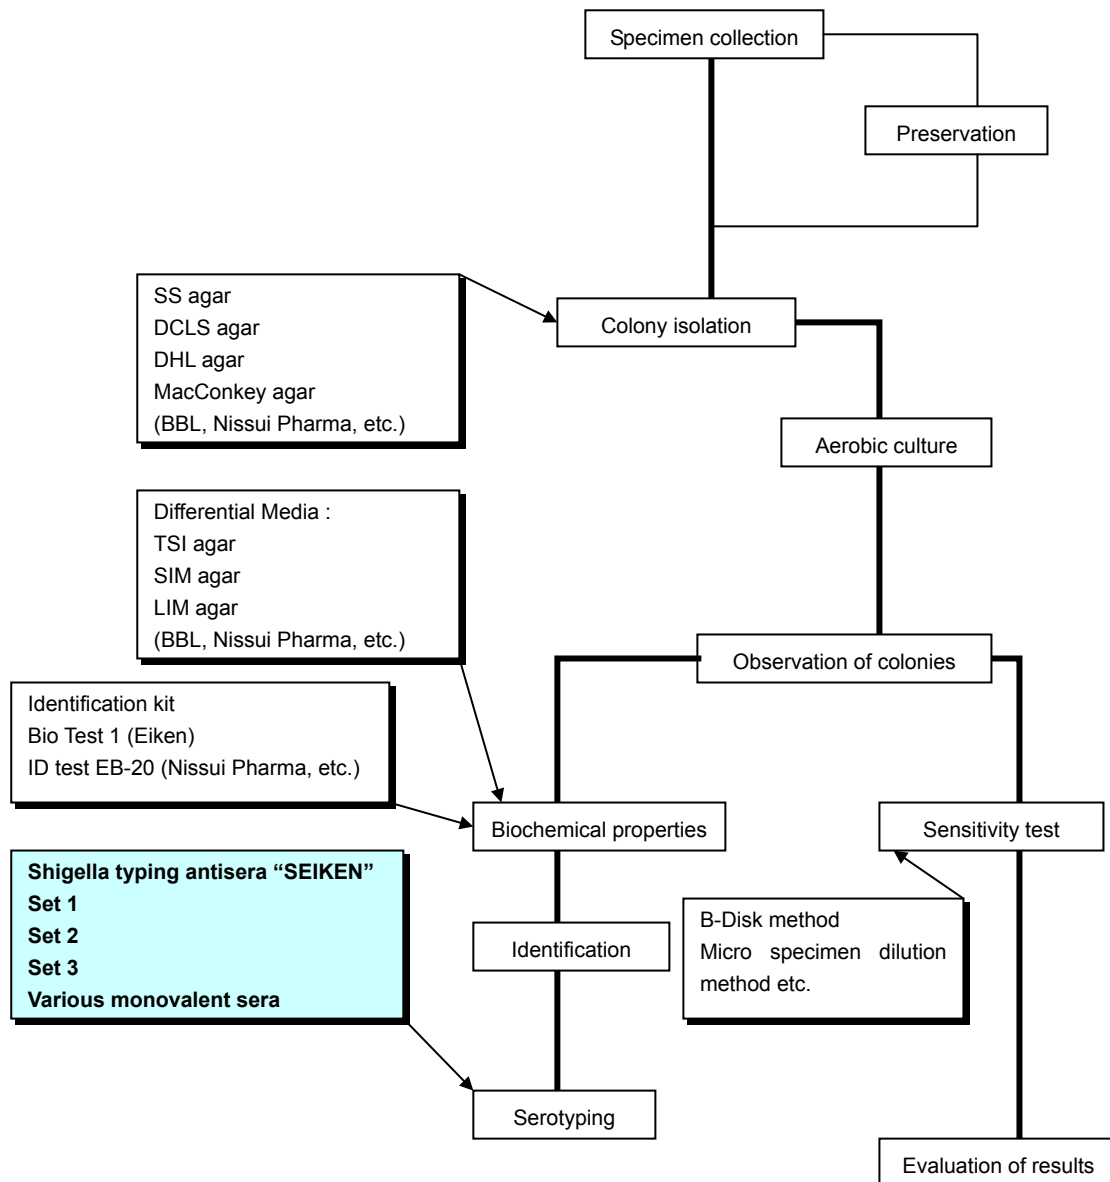 Specimen collection
Preservation
SS agar
DCLS agar
DHL agar
MacConkey agar
(BBL, Nissui Pharma, etc.)
Colony isolation
Aerobic culture
Differential Media :
TSI agar
SIM agar
LIM agar
(BBL, Nissui Pharma, etc.)
Observation of colonies
Identification kit
Bio Test 1 (Eiken)
ID test EB-20 (Nissui Pharma, etc.)
Biochemical properties
Sensitivity test
Shigella typing antisera “SEIKEN”
Set 1
Set 2
Set 3
Various monovalent sera
B-Disk method
Micro specimen dilution
method etc.
Identification
Serotyping
Evaluation of results